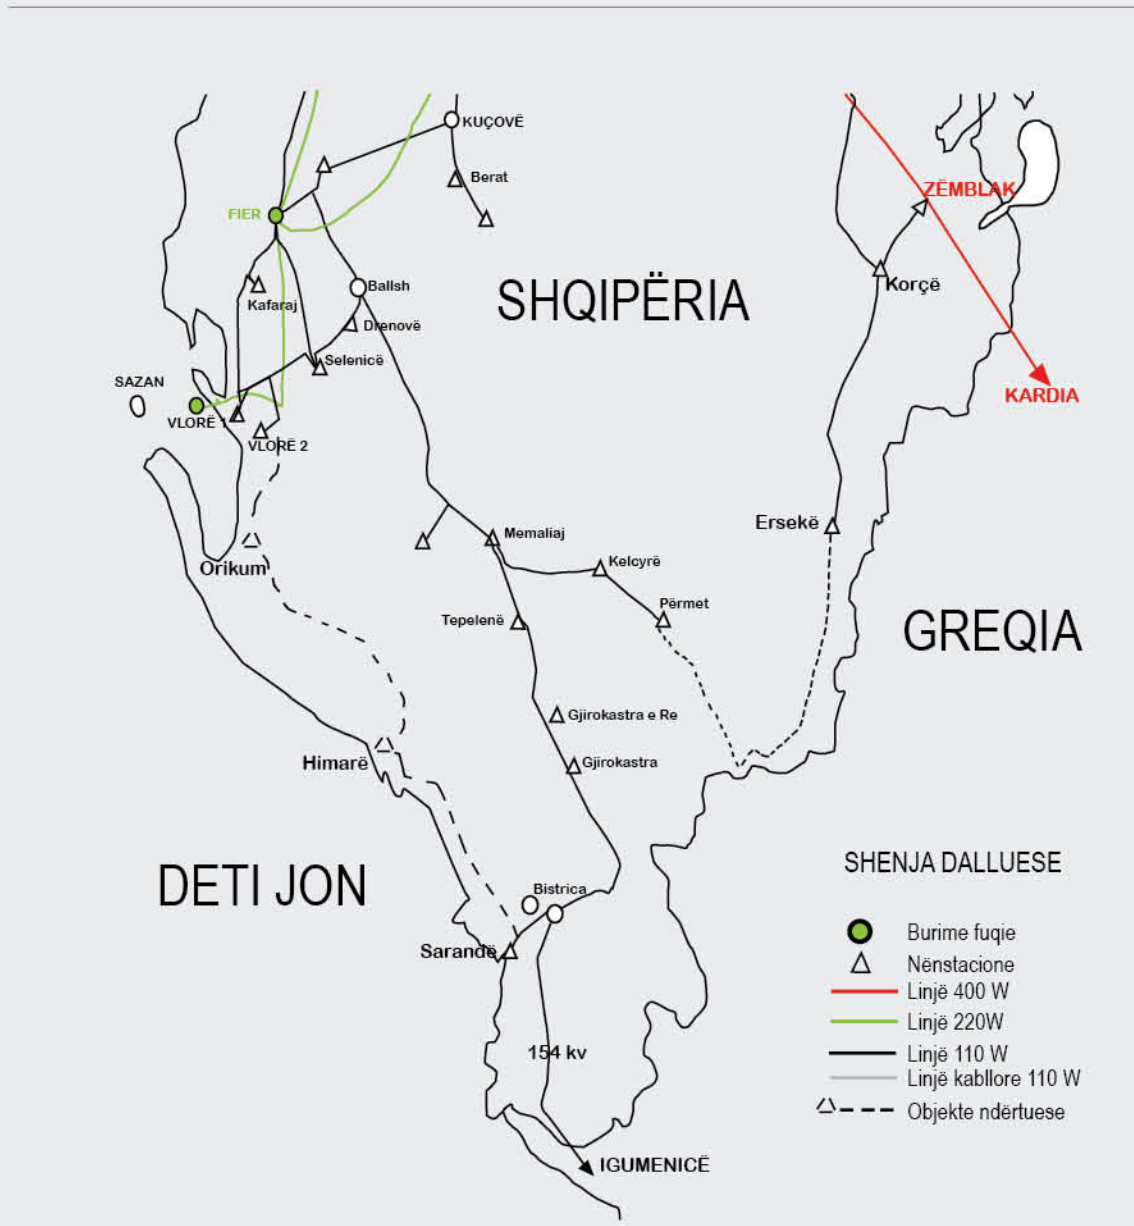 KUÇOVË
Berat
ZËMBLAK
FIER
Ballsh
Korçë
SHQIPËRIA
Kafaraj
Drenovë
Selenicë
SAZAN
KARDIA
VLORË 1
VLORË 2
Ersekë
Memaliaj
Kelcyrë
Orikum
Përmet
Tepelenë
GREQIA
Gjirokastra e Re
Himarë
Gjirokastra
DETI JON
SHENJA DALLUESE
Bistrica
Burime fuqie
Sarandë
Nënstacione
Linjë 400 W
Linjë 220W
154 kv
Linjë 110 W
Linjë kabllore 110 W
Objekte ndërtuese
IGUMENICË